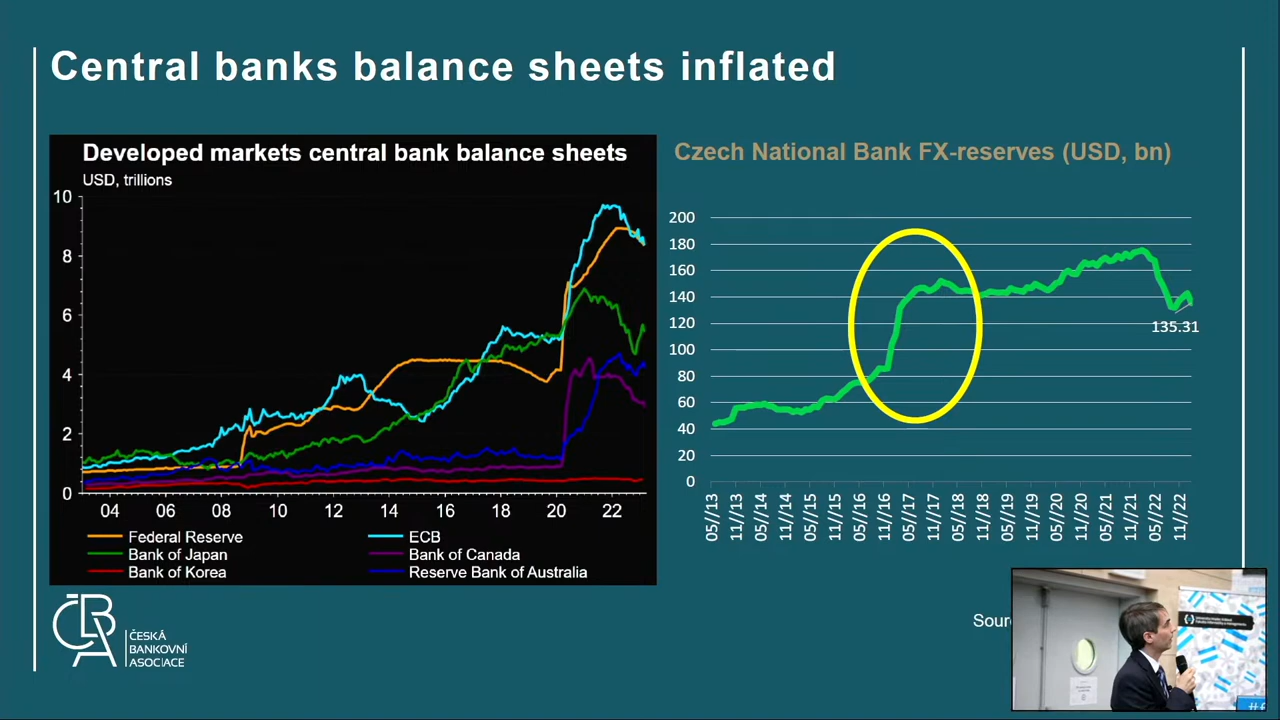 Central banks balance sheets inflated
Developed markets central bank balance sheets
USD, trillions
10
8
6
4
2
0
04 06 08 10 12 14 16 18 20 22
Federal Reserve
ECB
Bank of Japan
Bank of Canada
Bank of Korea
Reserve Bank of Australia
Czech National Bank FX-reserves (USD, bn)
200
180
160
140
120
100
80
60
40
20
0
135.31
05//13 11//13 05//14 11//14 05//15 11//15 05//16 11//16 05//17 11//17 05//18 11//18 05//19 11//19 05//20 11//20 05//21 11//21 05//22 11//22
ČBA
ČESKÁ
BANKOVNÍ
ASOCIACE
Sour